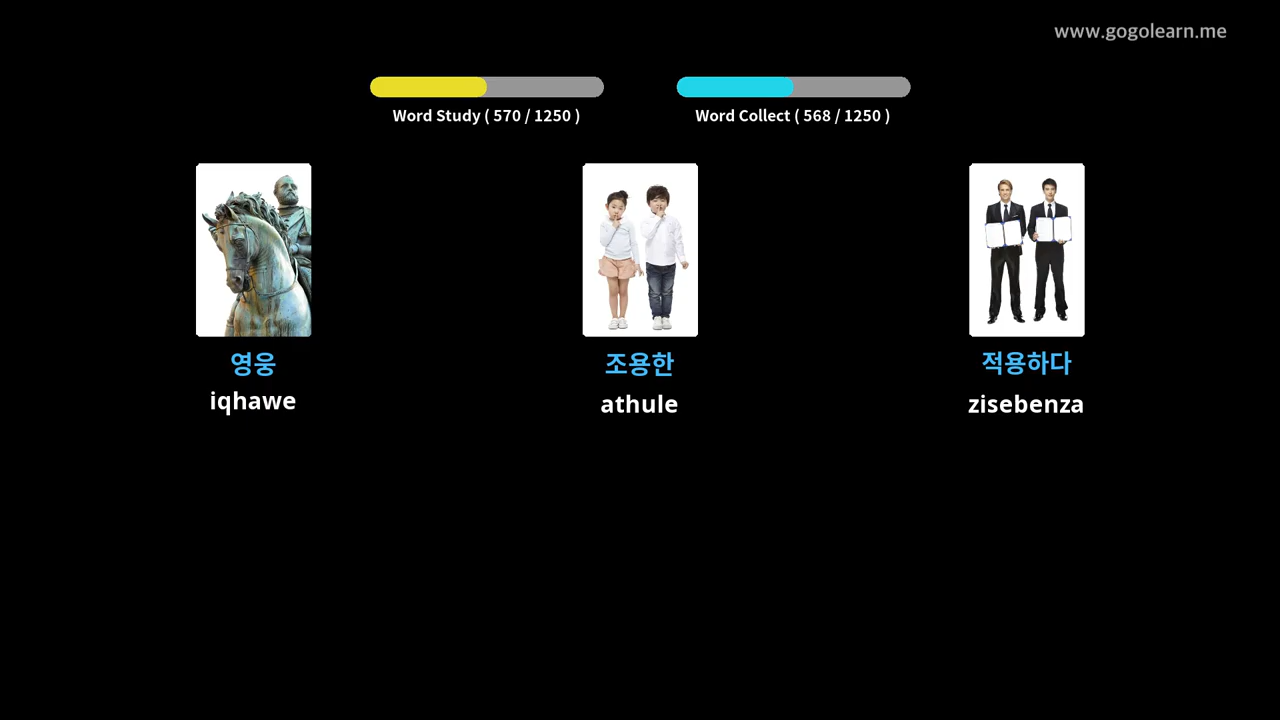 www.gogolearn.me
Word Study ( 570 / 1250 )
Word Collect ( 568 / 1250 )
영웅
iqhawe
조용한
athule
적용하다
zisebenza